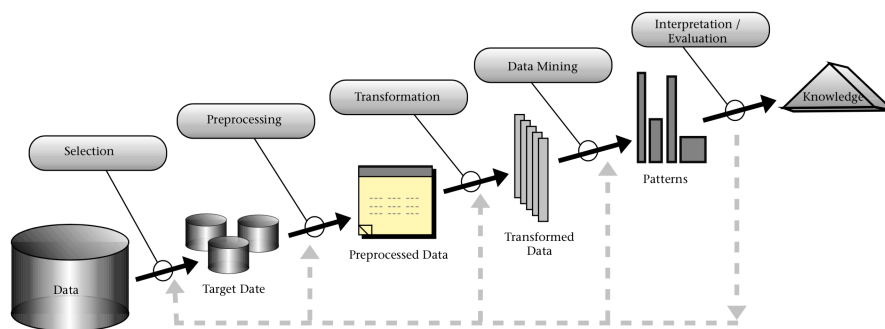 Interpretation /
Evaluation
Data Mining
Transformation
Preprocessing
Selection
Knowledge
Patterns
Transformed
Data
Preprocessed Data
Target Date
Data